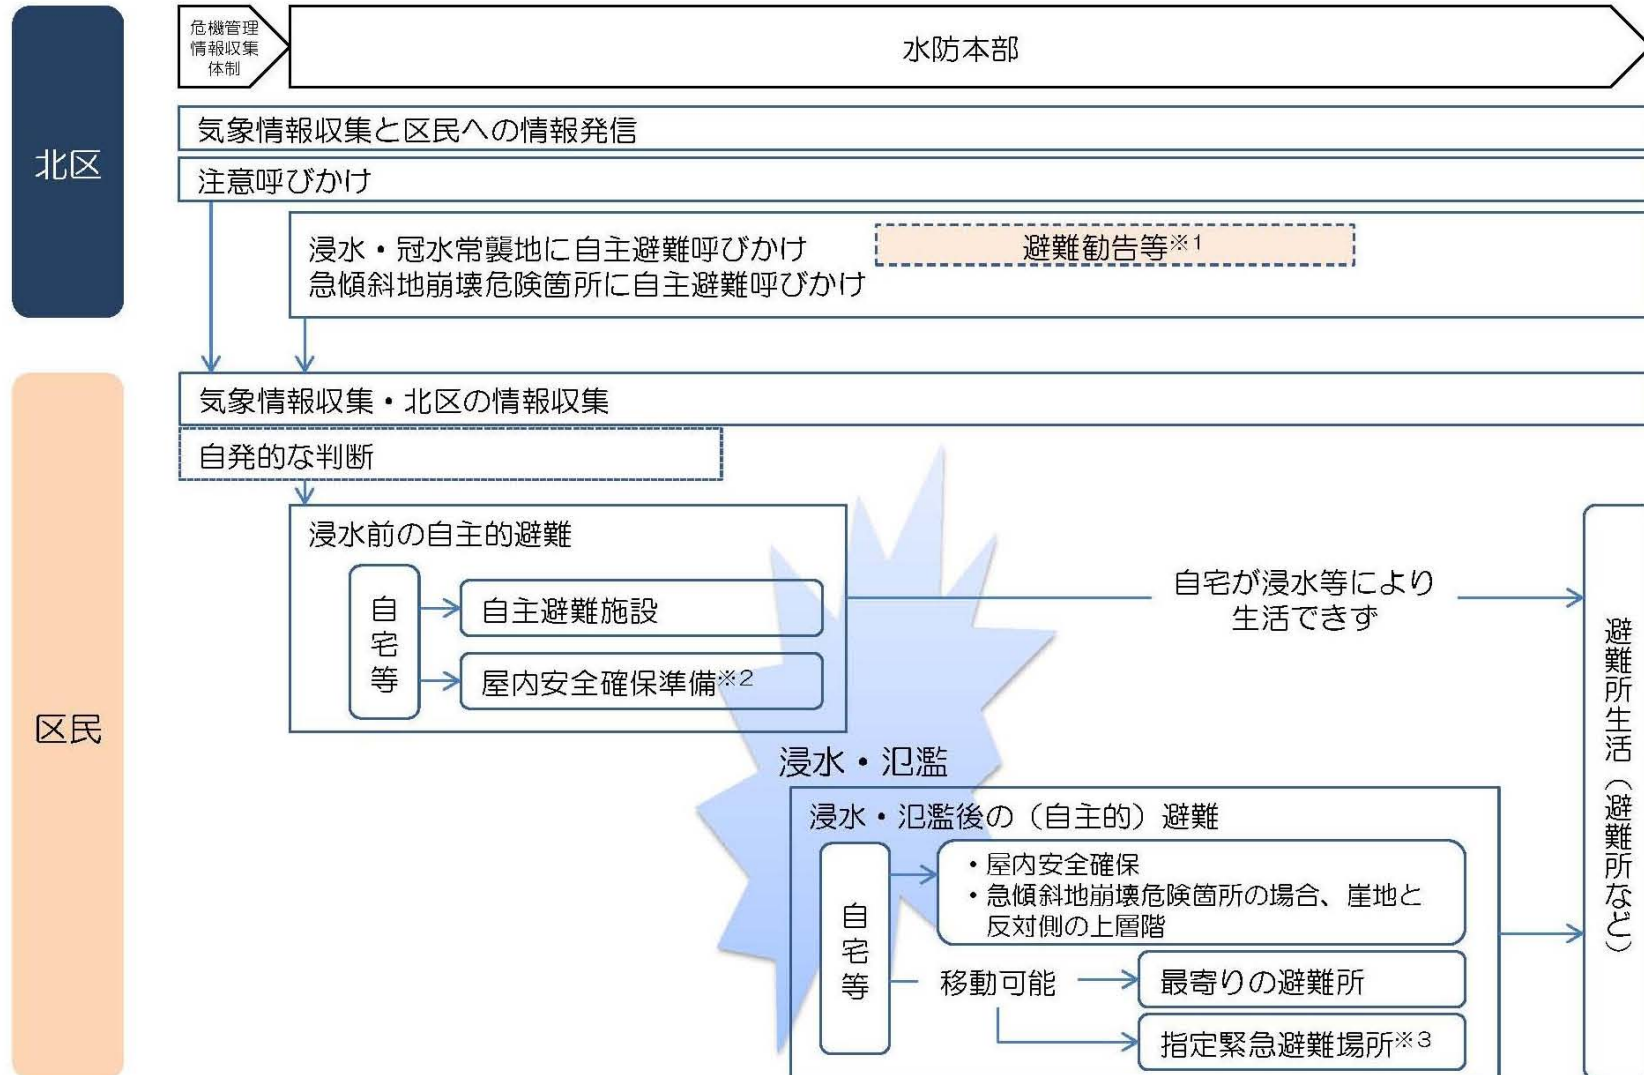 北区
危機管理
情報収集
体制
水防本部
気象情報収集と区民への情報発信
注意呼びかけ
浸水・冠水常襲地に自主避難呼びかけ
避難勧告等※1
急傾斜地崩壊危険箇所に自主避難呼びかけ
区民
気象情報収集・北区の情報収集
自発的な判断
浸水前の自主的避難
自宅等
自主避難施設
屋内安全確保準備※2
自宅が浸水等により
生活できず
浸水・氾濫
浸水・氾濫後の（自主的）避難
自宅等
・屋内安全確保
・急傾斜地崩壊危険箇所の場合、崖地と
反対側の上層階
移動可能
最寄りの避難所
指定緊急避難場所※3
避難所生活（避難所など）